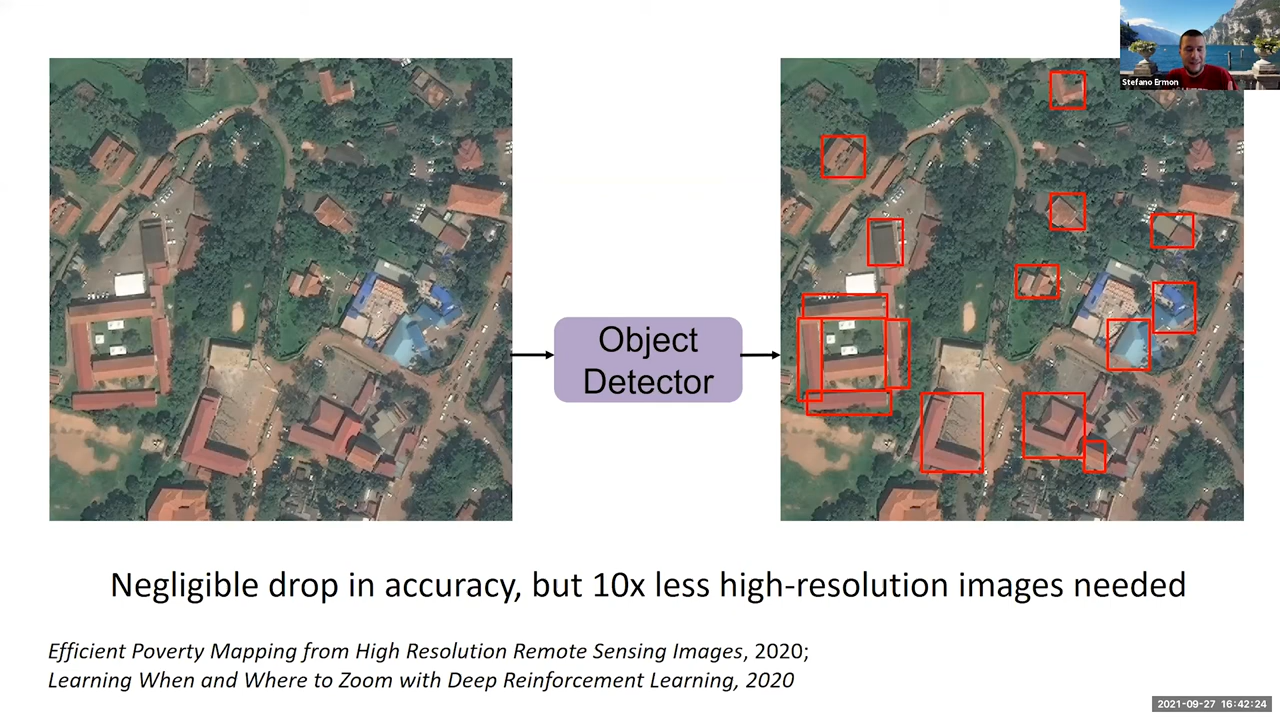 Stefano Ermon
Object
Detector
Negligible drop in accuracy, but 10x less high-resolution images needed
Efficient Poverty Mapping from High Resolution Remote Sensing Images, 2020;
Learning When and Where to Zoom with Deep Reinforcement Learning, 2020
2021-09-27 16:42:24